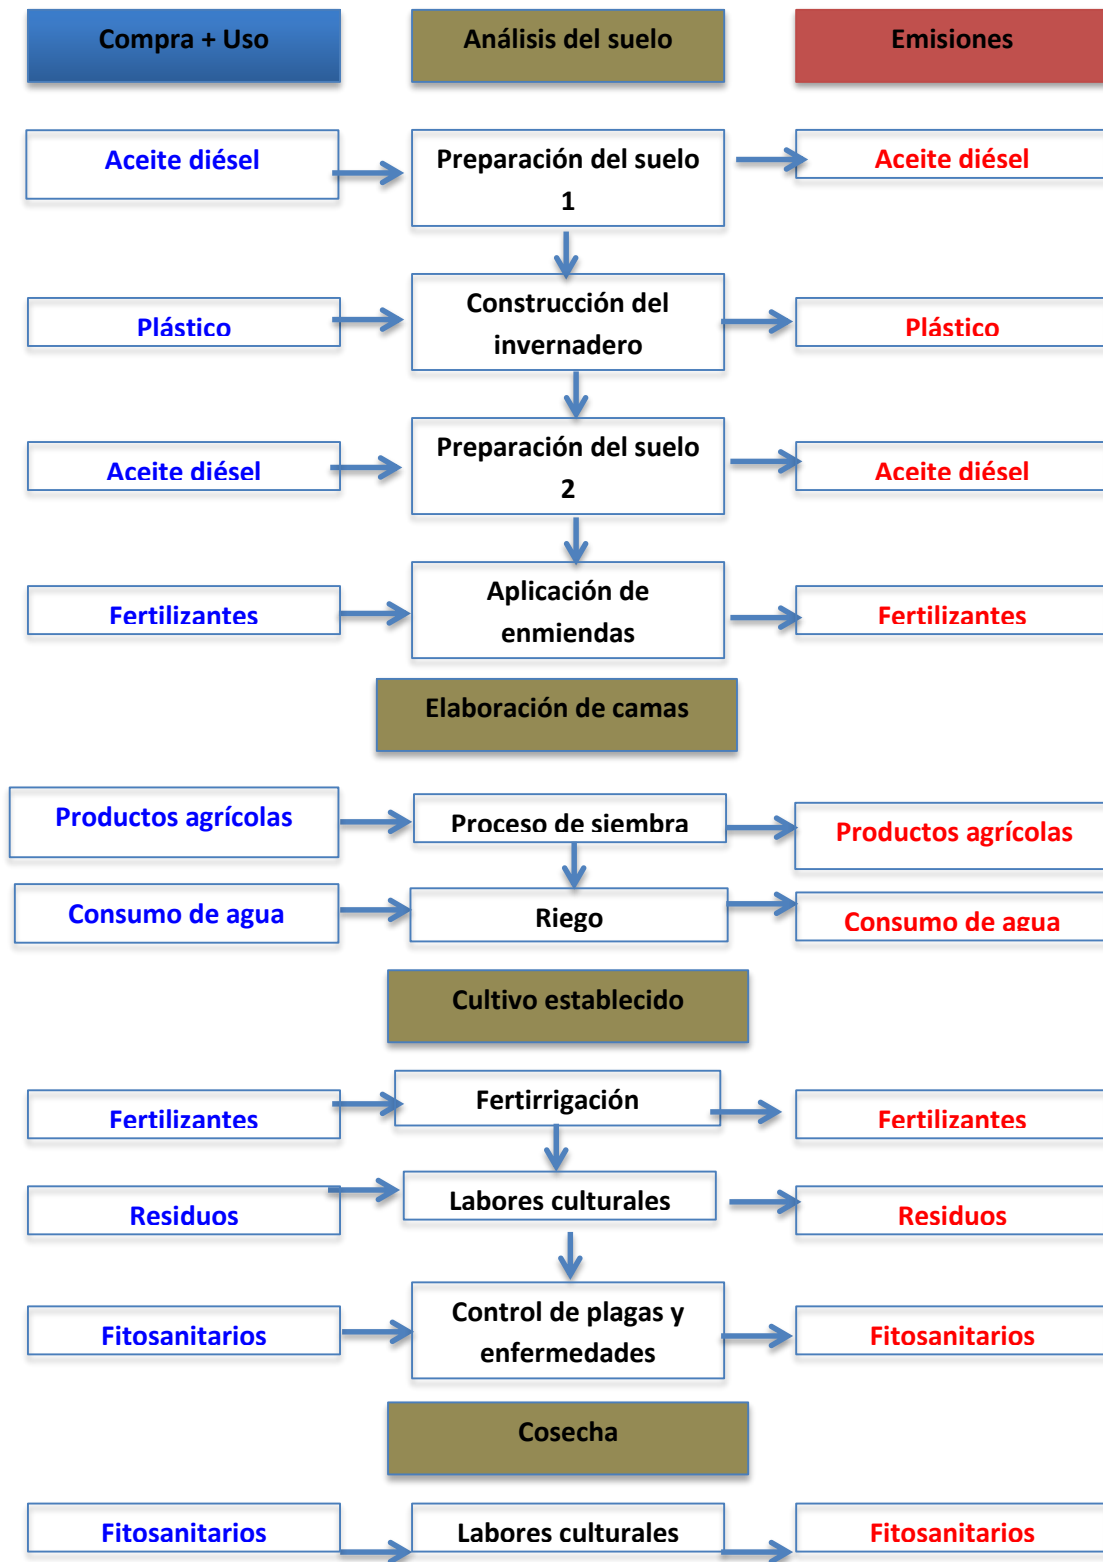 Compra + Uso
Análisis del suelo
Emisiones
Aceite diésel
Preparación del suelo
1
Aceite diésel
Plástico
Construcción del
invernadero
Plástico
Aceite diésel
Preparación del suelo
2
Aceite diésel
Fertilizantes
Aplicación de
enmiendas
Fertilizantes
Elaboración de camas
Productos agrícolas
Proceso de siembra
Productos agrícolas
Consumo de agua
Riego
Consumo de agua
Cultivo establecido
Fertilizantes
Fertirrigación
Fertilizantes
Residuos
Labores culturales
Residuos
Fitosanitarios
Control de plagas y
enfermedades
Fitosanitarios
Cosecha
Fitosanitarios
Labores culturales
Fitosanitarios